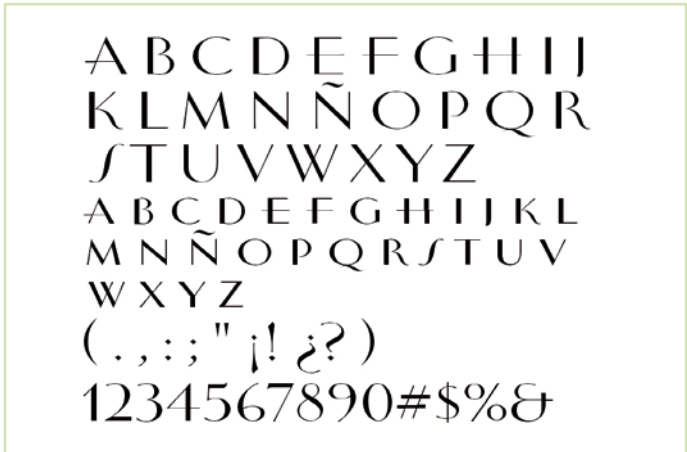 A B C D E F G H I J
K L M N Ñ O P Q R
S T U V W X Y Z
A B C D E F G H I J K L
M N Ñ O P Q R S T U V
W X Y Z
( . , : ; " ¡! ¿? )
1234567890#$%&